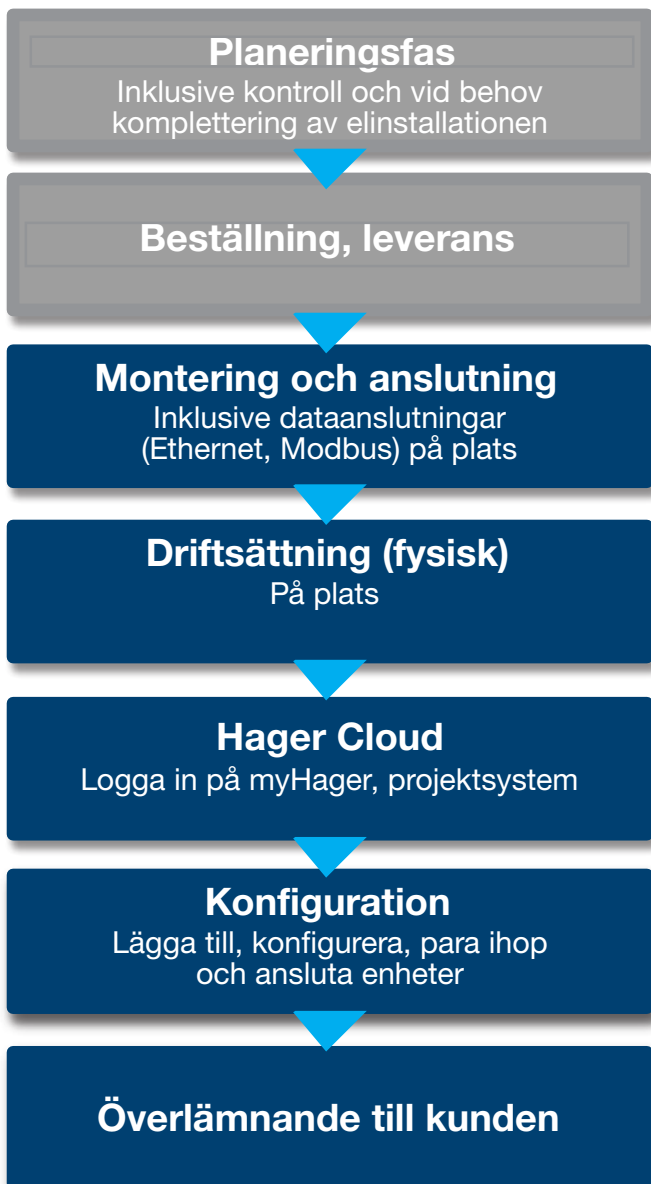 Planeringsfas
Inklusive kontroll och vid behov
komplettering av elinstallationen
Beställning, leverans
Montering och anslutning
Inklusive dataanslutningar
(Ethernet, Modbus) på plats
Driftsättning (fysisk)
På plats
Hager Cloud
Logga in på myHager, projektsystem
Konfiguration
Lägga till, konfigurera, para ihop
och ansluta enheter
Överlämnande till kunden